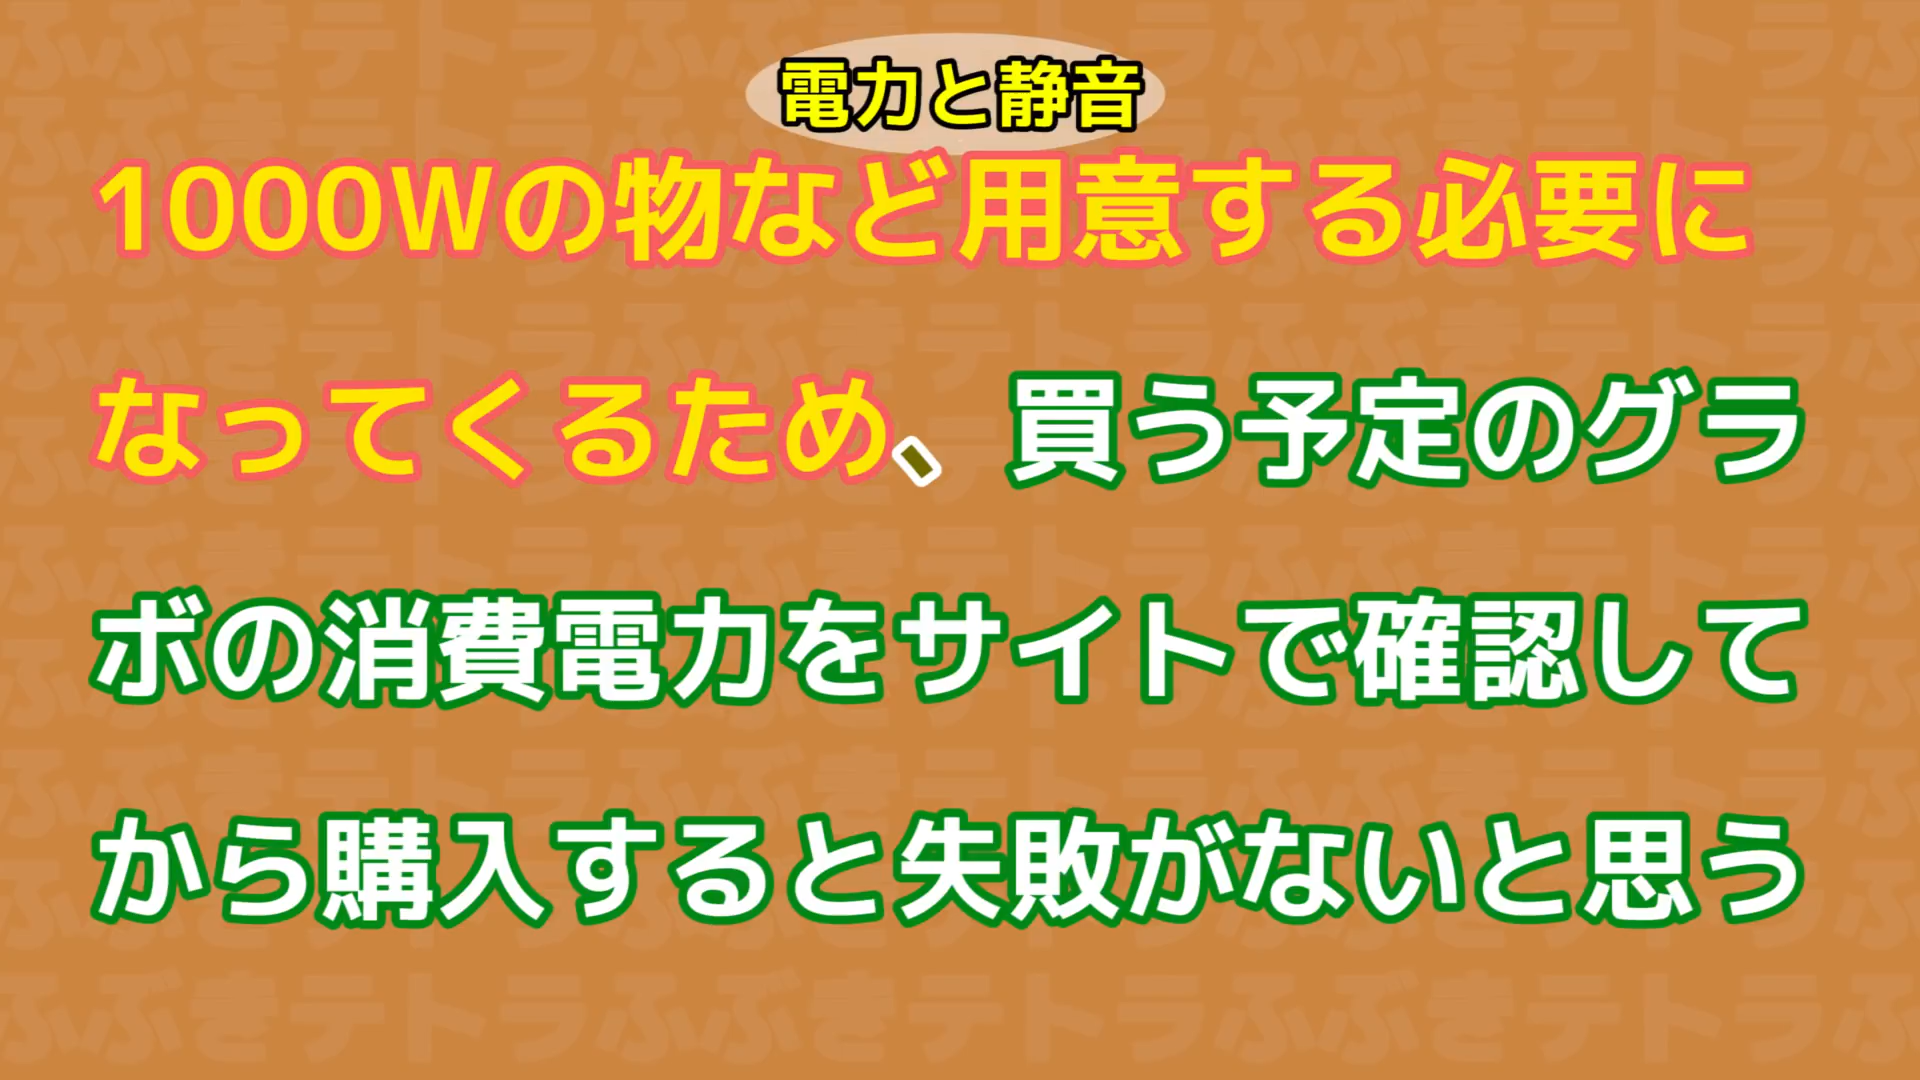 電力と静音
1000Wの物など用意する必要に
なってくるため、買う予定のグラ
ボの消費電力をサイトで確認して
から購入すると失敗がないと思う